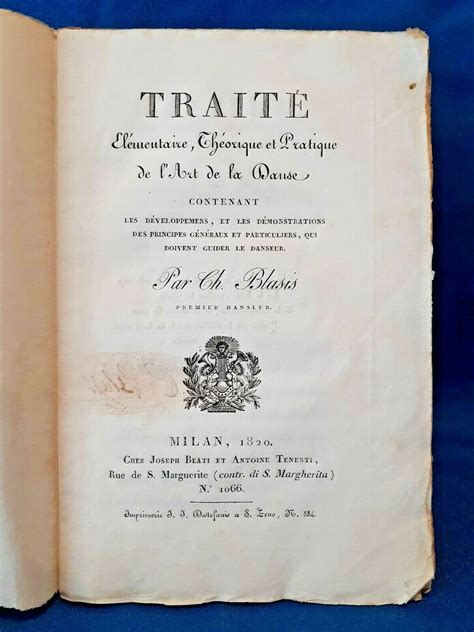 TRAITÉ
Elémentaire, Théorique et Pratique
de l'Art de la Danse
CONTENANT
LES DÉVELOPPEMENS, ET LES DÉMONSTRATIONS
DES PRINCIPES GÉNÉRAUX ET PARTICULIERS, QUI
DOIVENT GUIDER LE DANSEUR.
Par Ch. Blasis
PREMIER DANSEUR.
MILAN, 1820.
CHEZ JOSEPH BEATI ET ANTOINE TENENTI,
Rue de S. Marguerite (contr. di S. Margherita)
N.° 1066.
Imprimerie J. J. Destefanis a S. Zeno, N. 534.